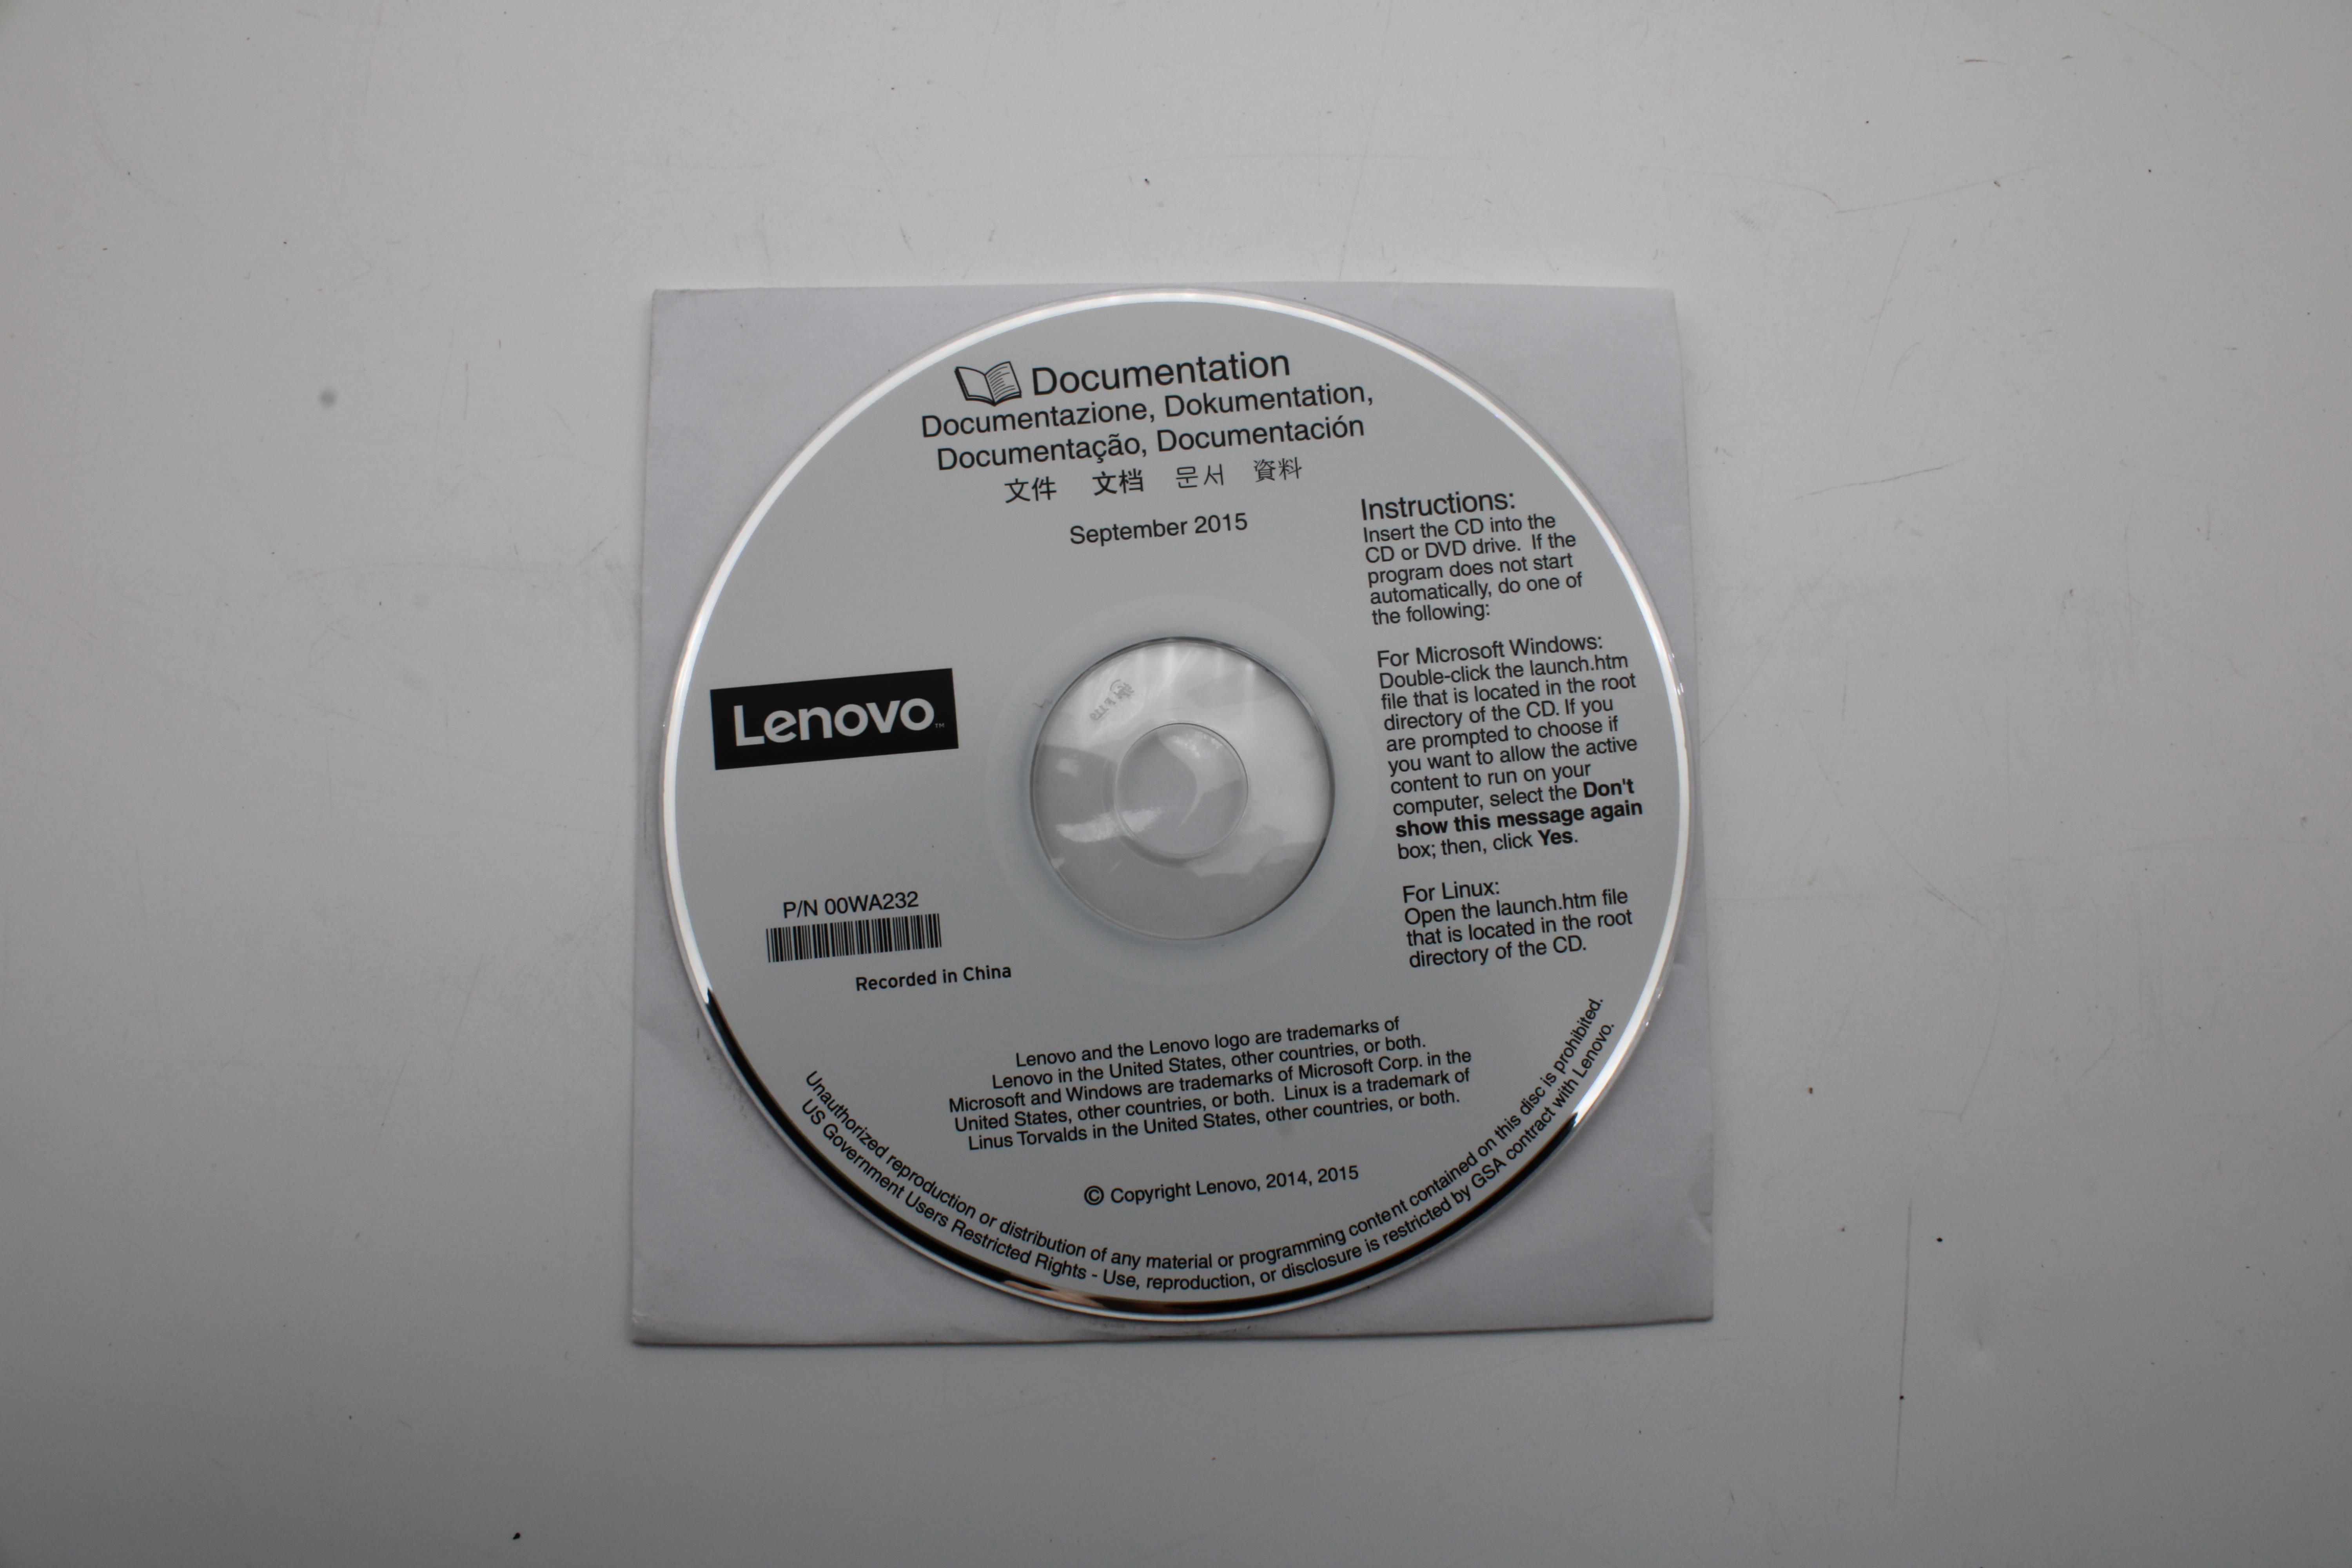 Documentation
Documentazione, Dokumentation,
Documentação, Documentación
文件 文档 문서 資料
September 2015
Instructions:
Insert the CD into the
CD or DVD drive. If the
program does not start
automatically, do one of
the following:
For Microsoft Windows:
Double-click the launch.htm
file that is located in the root
directory of the CD. If you
are prompted to choose if
you want to allow the active
content to run on your
computer, select the Don't
show this message again
box; then, click Yes.
For Linux:
Open the launch.htm file
that is located in the root
directory of the CD.
Lenovo™
P/N 00WA232
Recorded in China
Lenovo and the Lenovo logo are trademarks of
Lenovo in the United States, other countries, or both.
Microsoft and Windows are trademarks of Microsoft Corp. in the
United States, other countries, or both. Linux is a trademark of
Linus Torvalds in the United States, other countries, or both.
© Copyright Lenovo, 2014, 2015
Unauthorized reproduction or distribution of any material or programming content contained on this disc is prohibited.
US Government Users Restricted Rights - Use, reproduction, or disclosure is restricted by GSA contract with Lenovo.